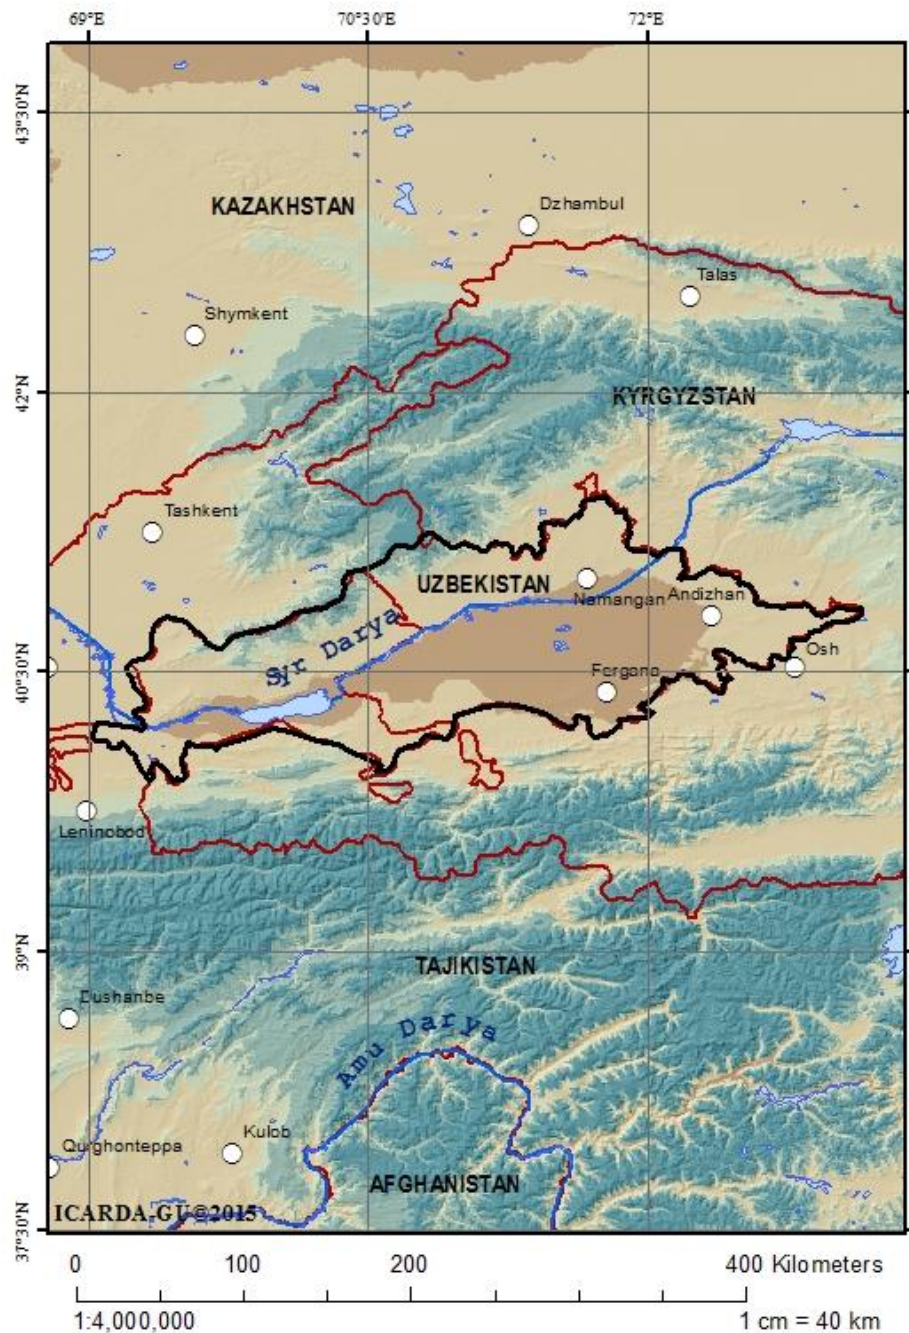 69°E 70°30'E 72°E
43°30'N
KAZAKHSTAN
Dzhambul
Talas
Shymkent
42°N
KYRGYZSTAN
Tashkent
UZBEKISTAN
Namangan
Andizhan
Syr Darya
40°30'N
Osh
Fergana
Leninobod
39°N
TAJIKISTAN
Dushanbe
Amu Darya
Kulob
Qurghonteppa
AFGHANISTAN
ICARDA.GU©2015
37°30'N
0 100 200 400 Kilometers
1:4,000,000 1 cm = 40 km